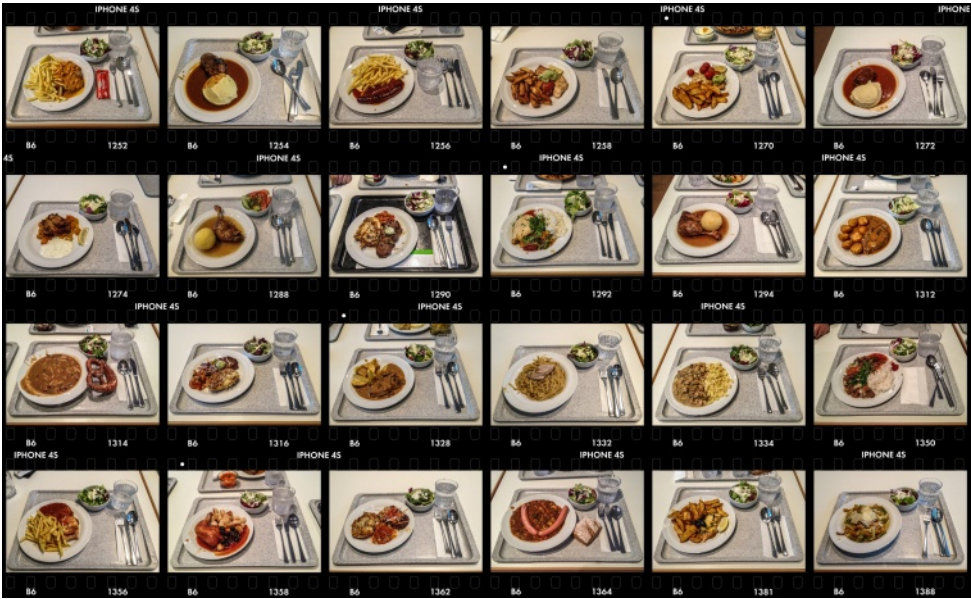 IPHONE 4S IPHONE 4S IPHONE 4S IPHONE
B6 1252 B6 1254 B6 1256 B6 1258 B6 1270 B6 1272
4S IPHONE 4S IPHONE 4S IPHONE 4S
B6 1274 B6 1288 B6 1290 B6 1292 B6 1294 B6 1312
IPHONE 4S IPHONE 4S IPHONE 4S
B6 1314 B6 1316 B6 1328 B6 1332 B6 1334 B6 1350
IPHONE 4S IPHONE 4S IPHONE 4S IPHONE 4S
B6 1356 B6 1358 B6 1362 B6 1364 B6 1381 B6 1388